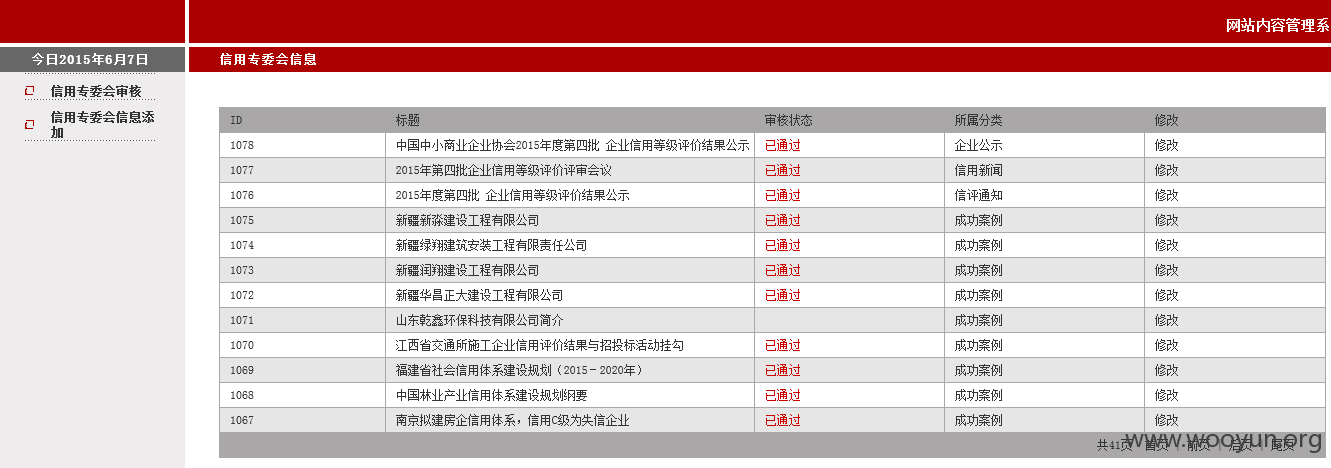 网站内容管理系
今日2015年6月7日
信用专委会信息
信用专委会审核
信用专委会信息添
加
ID 标题 审核状态 所属分类 修改
1078 中国中小商业企业协会2015年度第四批 企业信用等级评价结果公示 已通过 企业公示 修改
1077 2015年第四批企业信用等级评价评审会议 已通过 信用新闻 修改
1076 2015年度第四批 企业信用等级评价结果公示 已通过 信评通知 修改
1075 新疆新淼建设工程有限公司 已通过 成功案例 修改
1074 新疆绿翔建筑安装工程有限责任公司 已通过 成功案例 修改
1073 新疆润翔建设工程有限公司 已通过 成功案例 修改
1072 新疆华昌正大建设工程有限公司 已通过 成功案例 修改
1071 山东乾鑫环保科技有限公司简介 成功案例 修改
1070 江西省交通所施工企业信用评价结果与招投标活动挂勾 已通过 成功案例 修改
1069 福建省社会信用体系建设规划（2015－2020年） 已通过 成功案例 修改
1068 中国林业产业信用体系建设规划纲要 已通过 成功案例 修改
1067 南京拟建房企信用体系，信用C级为失信企业 已通过 成功案例 修改
共41页 首页 | 前页 | 后页 | 尾页
www.wooyun.org